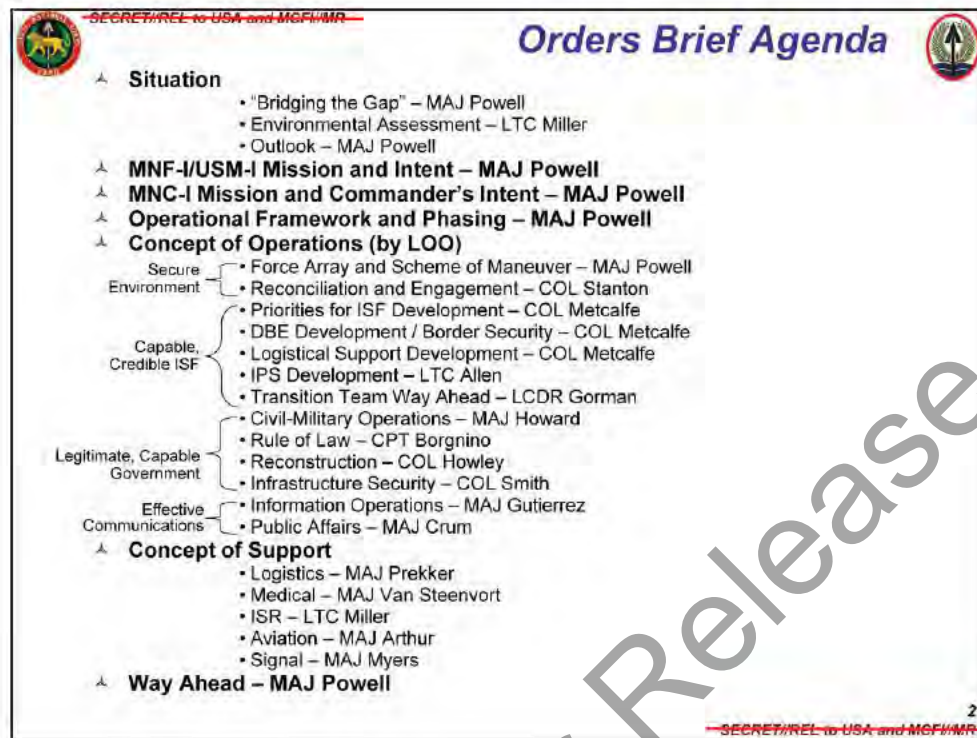 SECRET//REL to USA and MCFI//MR
Orders Brief Agenda
Situation
• "Bridging the Gap" – MAJ Powell
• Environmental Assessment – LTC Miller
• Outlook – MAJ Powell
MNF-I/USM-I Mission and Intent – MAJ Powell
MNC-I Mission and Commander's Intent – MAJ Powell
Operational Framework and Phasing – MAJ Powell
Concept of Operations (by LOO)
Secure
Environment
• Force Array and Scheme of Maneuver – MAJ Powell
• Reconciliation and Engagement – COL Stanton
Capable,
Credible ISF
• Priorities for ISF Development – COL Metcalfe
• DBE Development / Border Security – COL Metcalfe
• Logistical Support Development – COL Metcalfe
• IPS Development – LTC Allen
• Transition Team Way Ahead – LCDR Gorman
Legitimate, Capable
Government
• Civil-Military Operations – MAJ Howard
• Rule of Law – CPT Borgnino
• Reconstruction – COL Howley
• Infrastructure Security – COL Smith
Effective
Communications
• Information Operations – MAJ Gutierrez
• Public Affairs – MAJ Crum
Concept of Support
• Logistics – MAJ Prekker
• Medical – MAJ Van Steenvort
• ISR – LTC Miller
• Aviation – MAJ Arthur
• Signal – MAJ Myers
Way Ahead – MAJ Powell
2
SECRET//REL to USA and MCFI//MR
Release